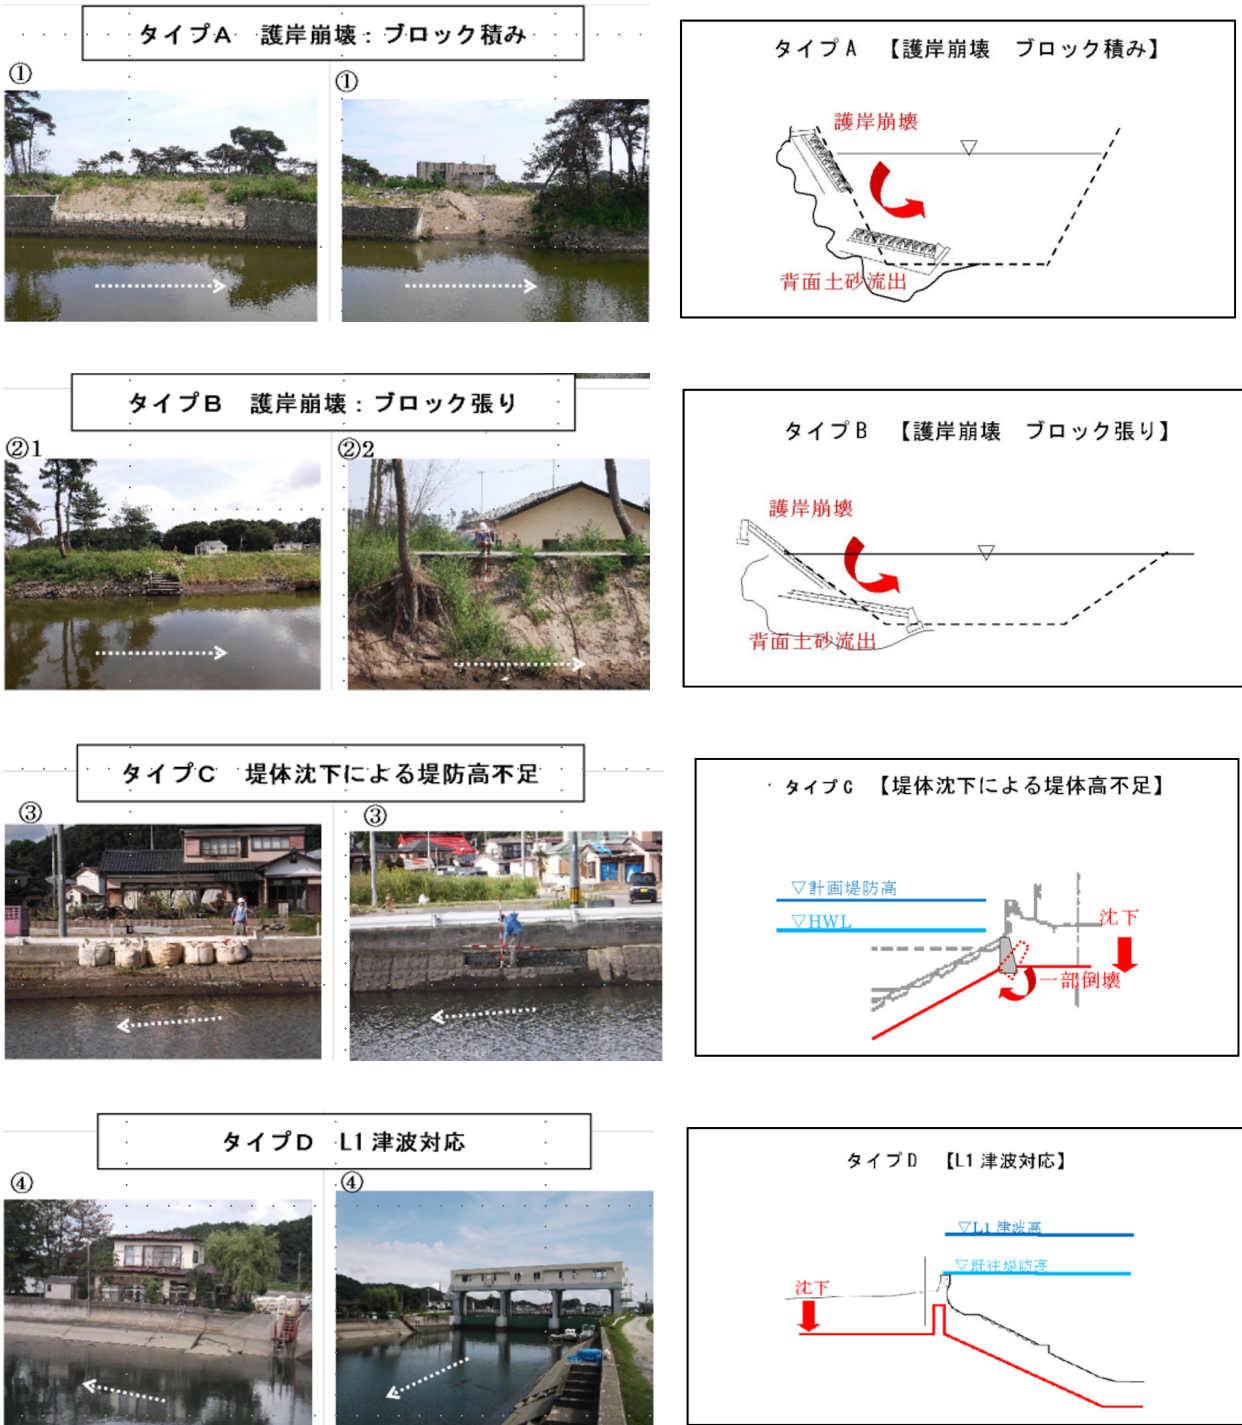 タイプA 護岸崩壊：ブロック積み
①
①
タイプA 【護岸崩壊 ブロック積み】
護岸崩壊
▽
背面土砂流出
タイプB 護岸崩壊：ブロック張り
②1
②2
タイプB 【護岸崩壊 ブロック張り】
護岸崩壊
▽
背面土砂流出
タイプC 堤体沈下による堤防高不足
③
③
タイプC 【堤体沈下による堤体高不足】
▽計画堤防高
▽HWL
沈下
一部倒壊
タイプD L1津波対応
④
④
タイプD 【L1津波対応】
▽L1津波高
▽既往堤防高
沈下